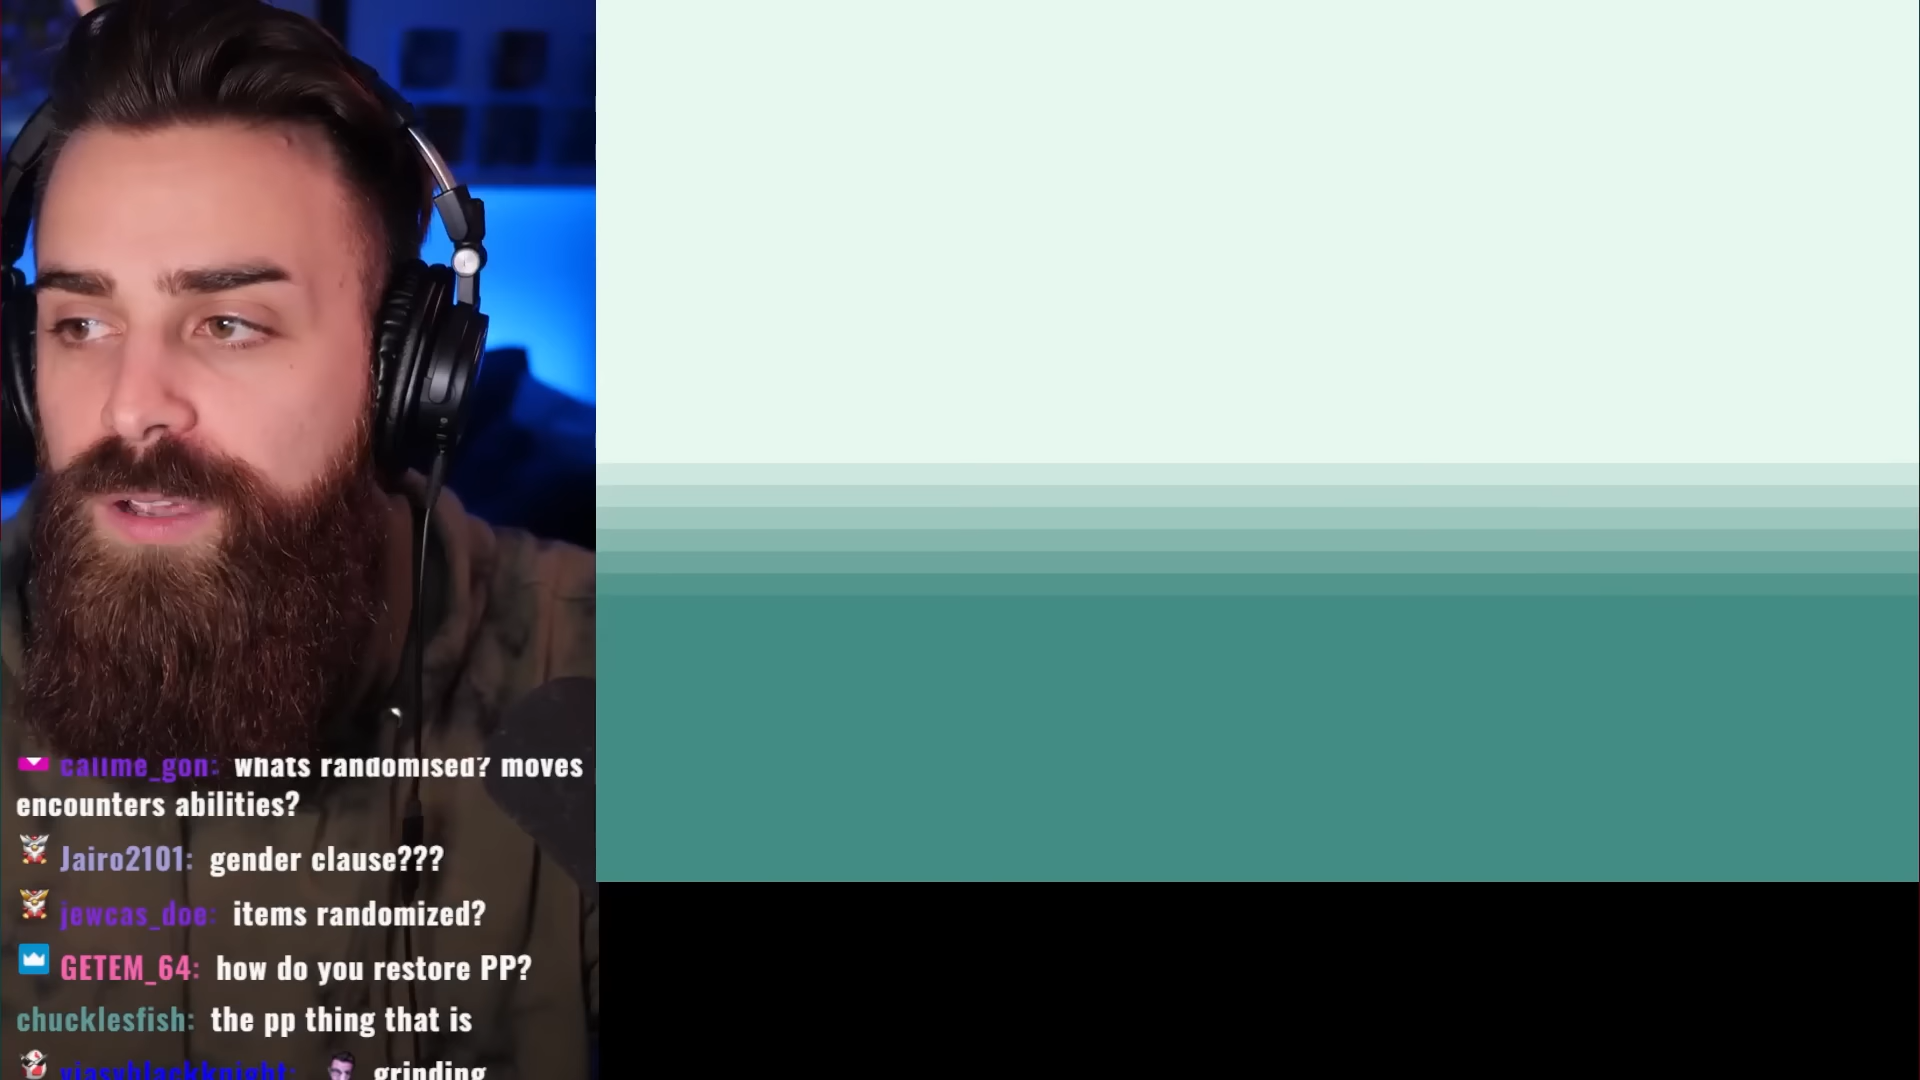 callme_gon: whats randomised? moves
encounters abilities?
Jairo2101: gender clause???
jewcas_doe: items randomized?
GETEM_64: how do you restore PP?
chucklesfish: the pp thing that is
grinding